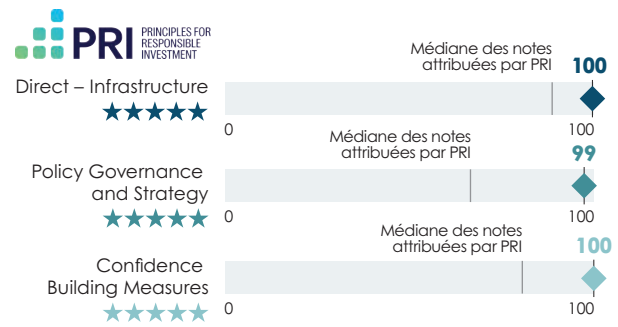 PRI
PRINCIPLES FOR
RESPONSIBLE
INVESTMENT
Médiane des notes
attribuées par PRI
100
Direct – Infrastructure
0
100
Médiane des notes
attribuées par PRI
99
Policy Governance
and Strategy
0
100
Médiane des notes
attribuées par PRI
100
Confidence
Building Measures
0
100